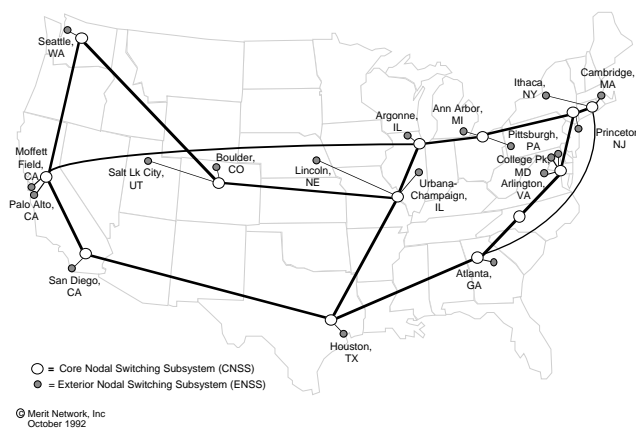 Seattle,
WA
Cambridge,
MA
Ithaca,
NY
Ann Arbor,
MI
Argonne,
IL
Princeton
NJ
Pittsburgh,
PA
College Pk,
MD
Arlington,
VA
Moffett
Field,
CA
Palo Alto,
CA
Salt Lk City,
UT
Boulder,
CO
Lincoln,
NE
Urbana-
Champaign,
IL
San Diego,
CA
Atlanta,
GA
Houston,
TX
= Core Nodal Switching Subsystem (CNSS)
= Exterior Nodal Switching Subsystem (ENSS)
© Merit Network, Inc
October 1992